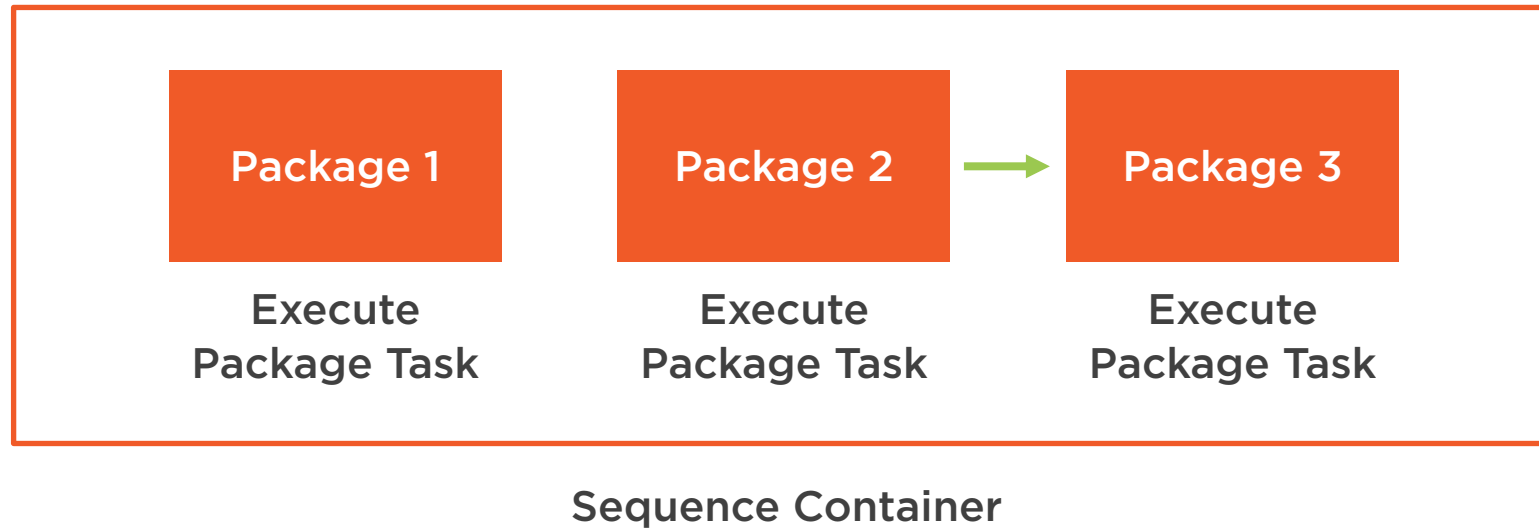 Package 1
Package 2
Package 3
Execute
Package Task
Execute
Package Task
Execute
Package Task
Sequence Container